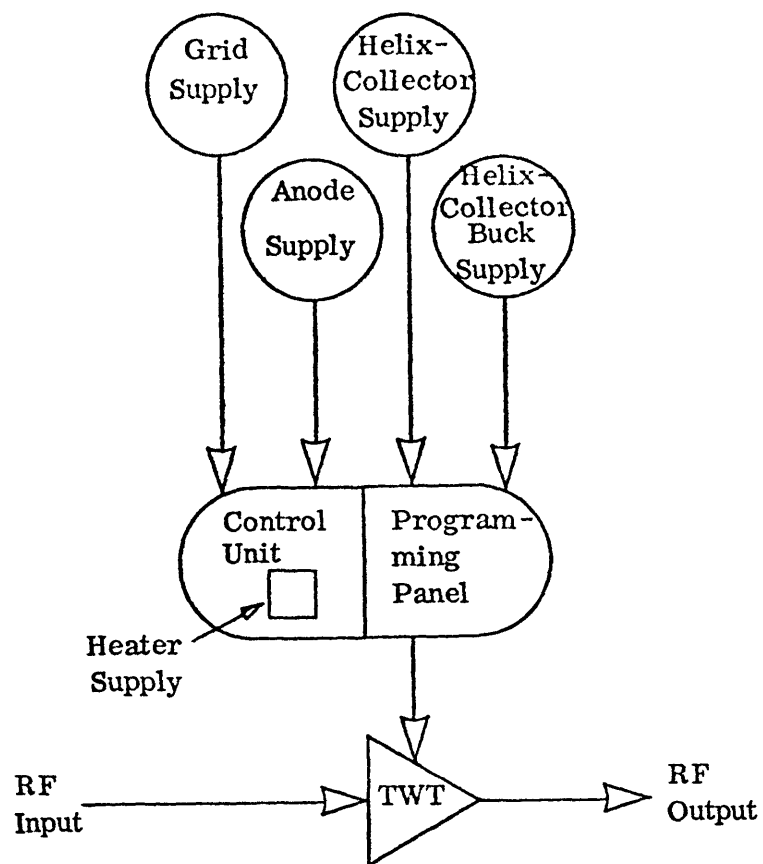 Grid
Supply
Helix-
Collector
Supply
Anode
Supply
Helix-
Collector
Buck
Supply
Control
Unit
Program-
ming
Panel
Heater
Supply
RF
Input
TWT
RF
Output